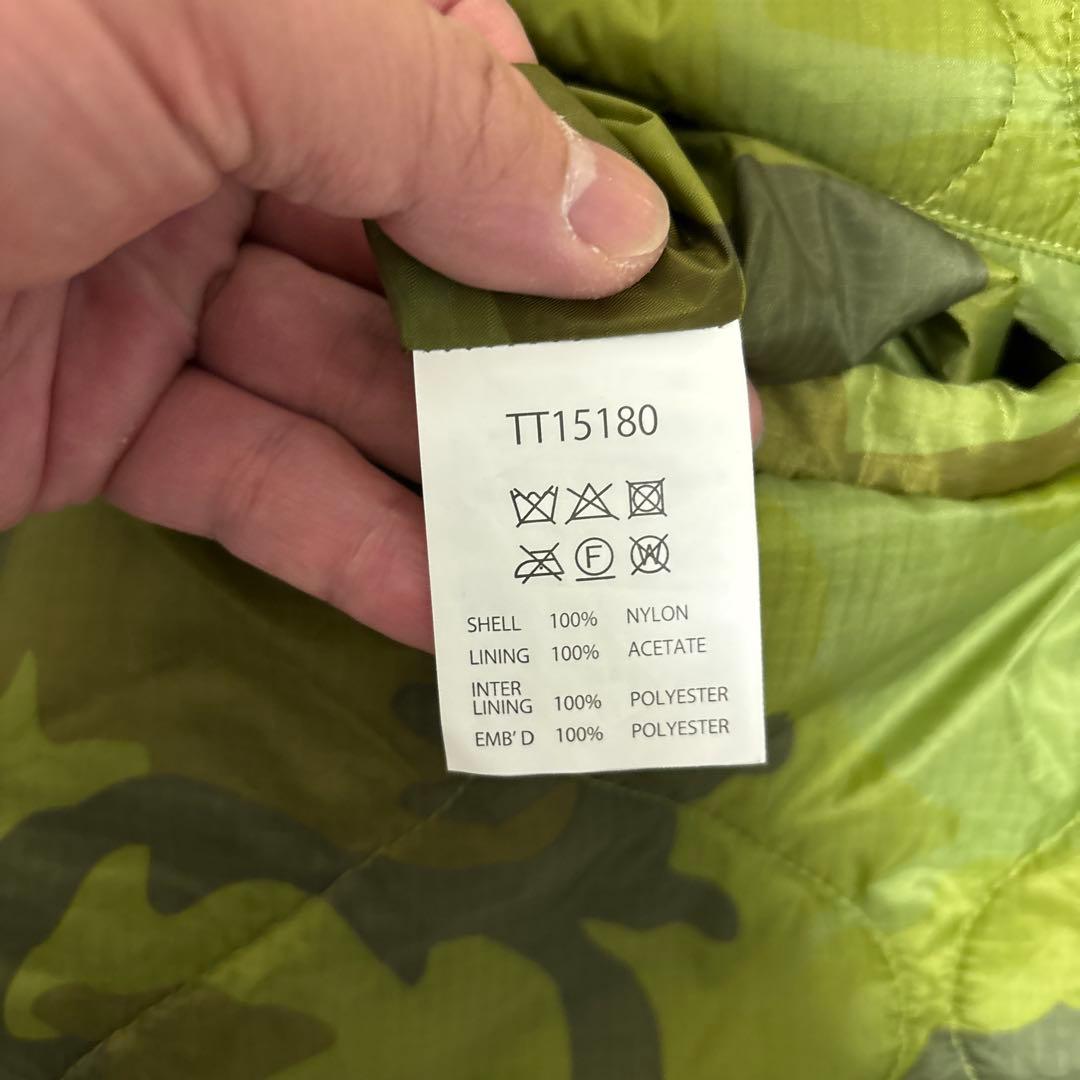 TT15180
F W
SHELL 100% NYLON
LINING 100% ACETATE
INTER
LINING 100% POLYESTER
EMB' D 100% POLYESTER